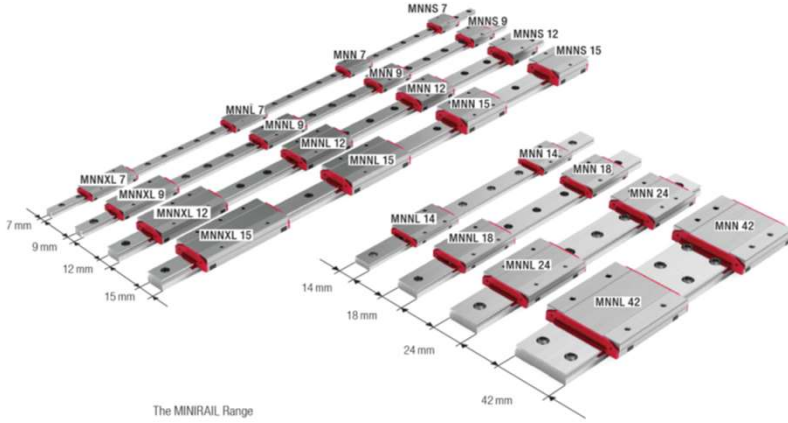 MNNS 7
MNNS 9
MNNS 12
MNNS 15
MNN 7
MNN 9
MNN 12
MNN 15
MNNL 7
MNNL 9
MNNL 12
MNNL 15
MNNXL 7
MNNXL 9
MNNXL 12
MNNXL 15
7 mm
9 mm
12 mm
15 mm
MNN 14
MNN 18
MNN 24
MNN 42
MNNL 14
MNNL 18
MNNL 24
MNNL 42
14 mm
18 mm
24 mm
42 mm
The MINIRAIL Range